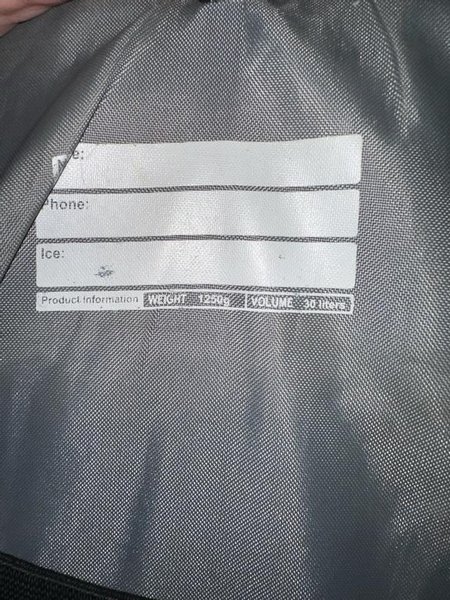 e:
Phone:
Ice:
Product Information WEIGHT 1250g VOLUME 30 liters